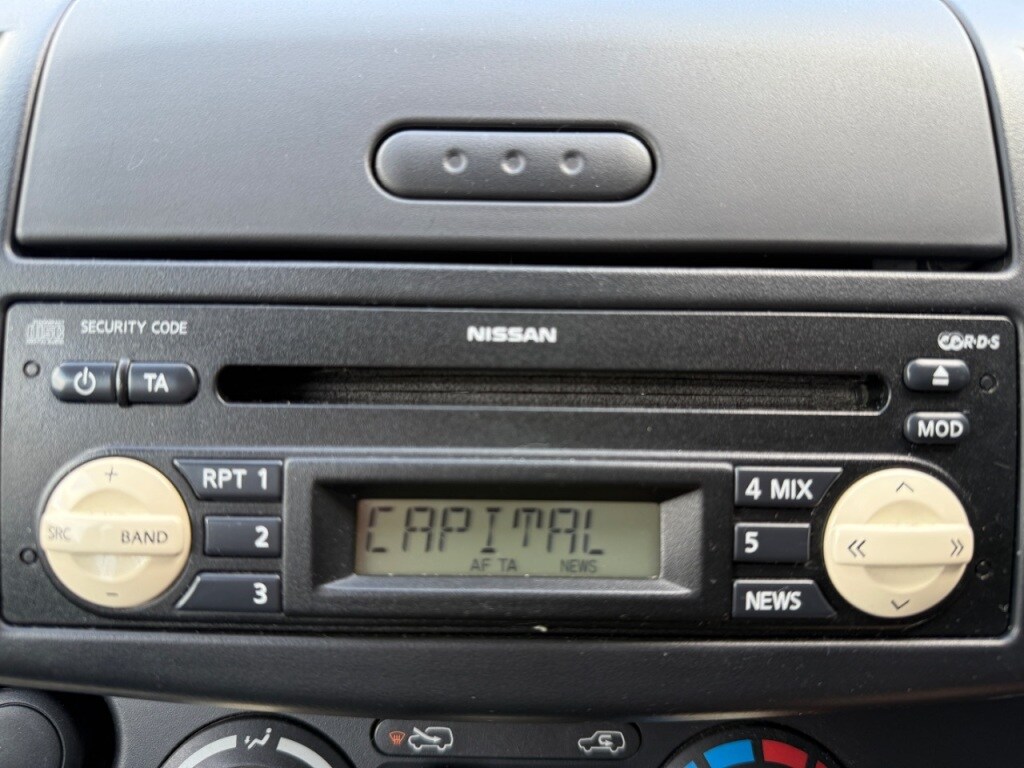 SECURITY CODE
NISSAN
R·D·S
TA
MOD
+
SRC BAND
−
RPT 1
2
3
CAPITAL
AF TA NEWS
4 MIX
5
NEWS